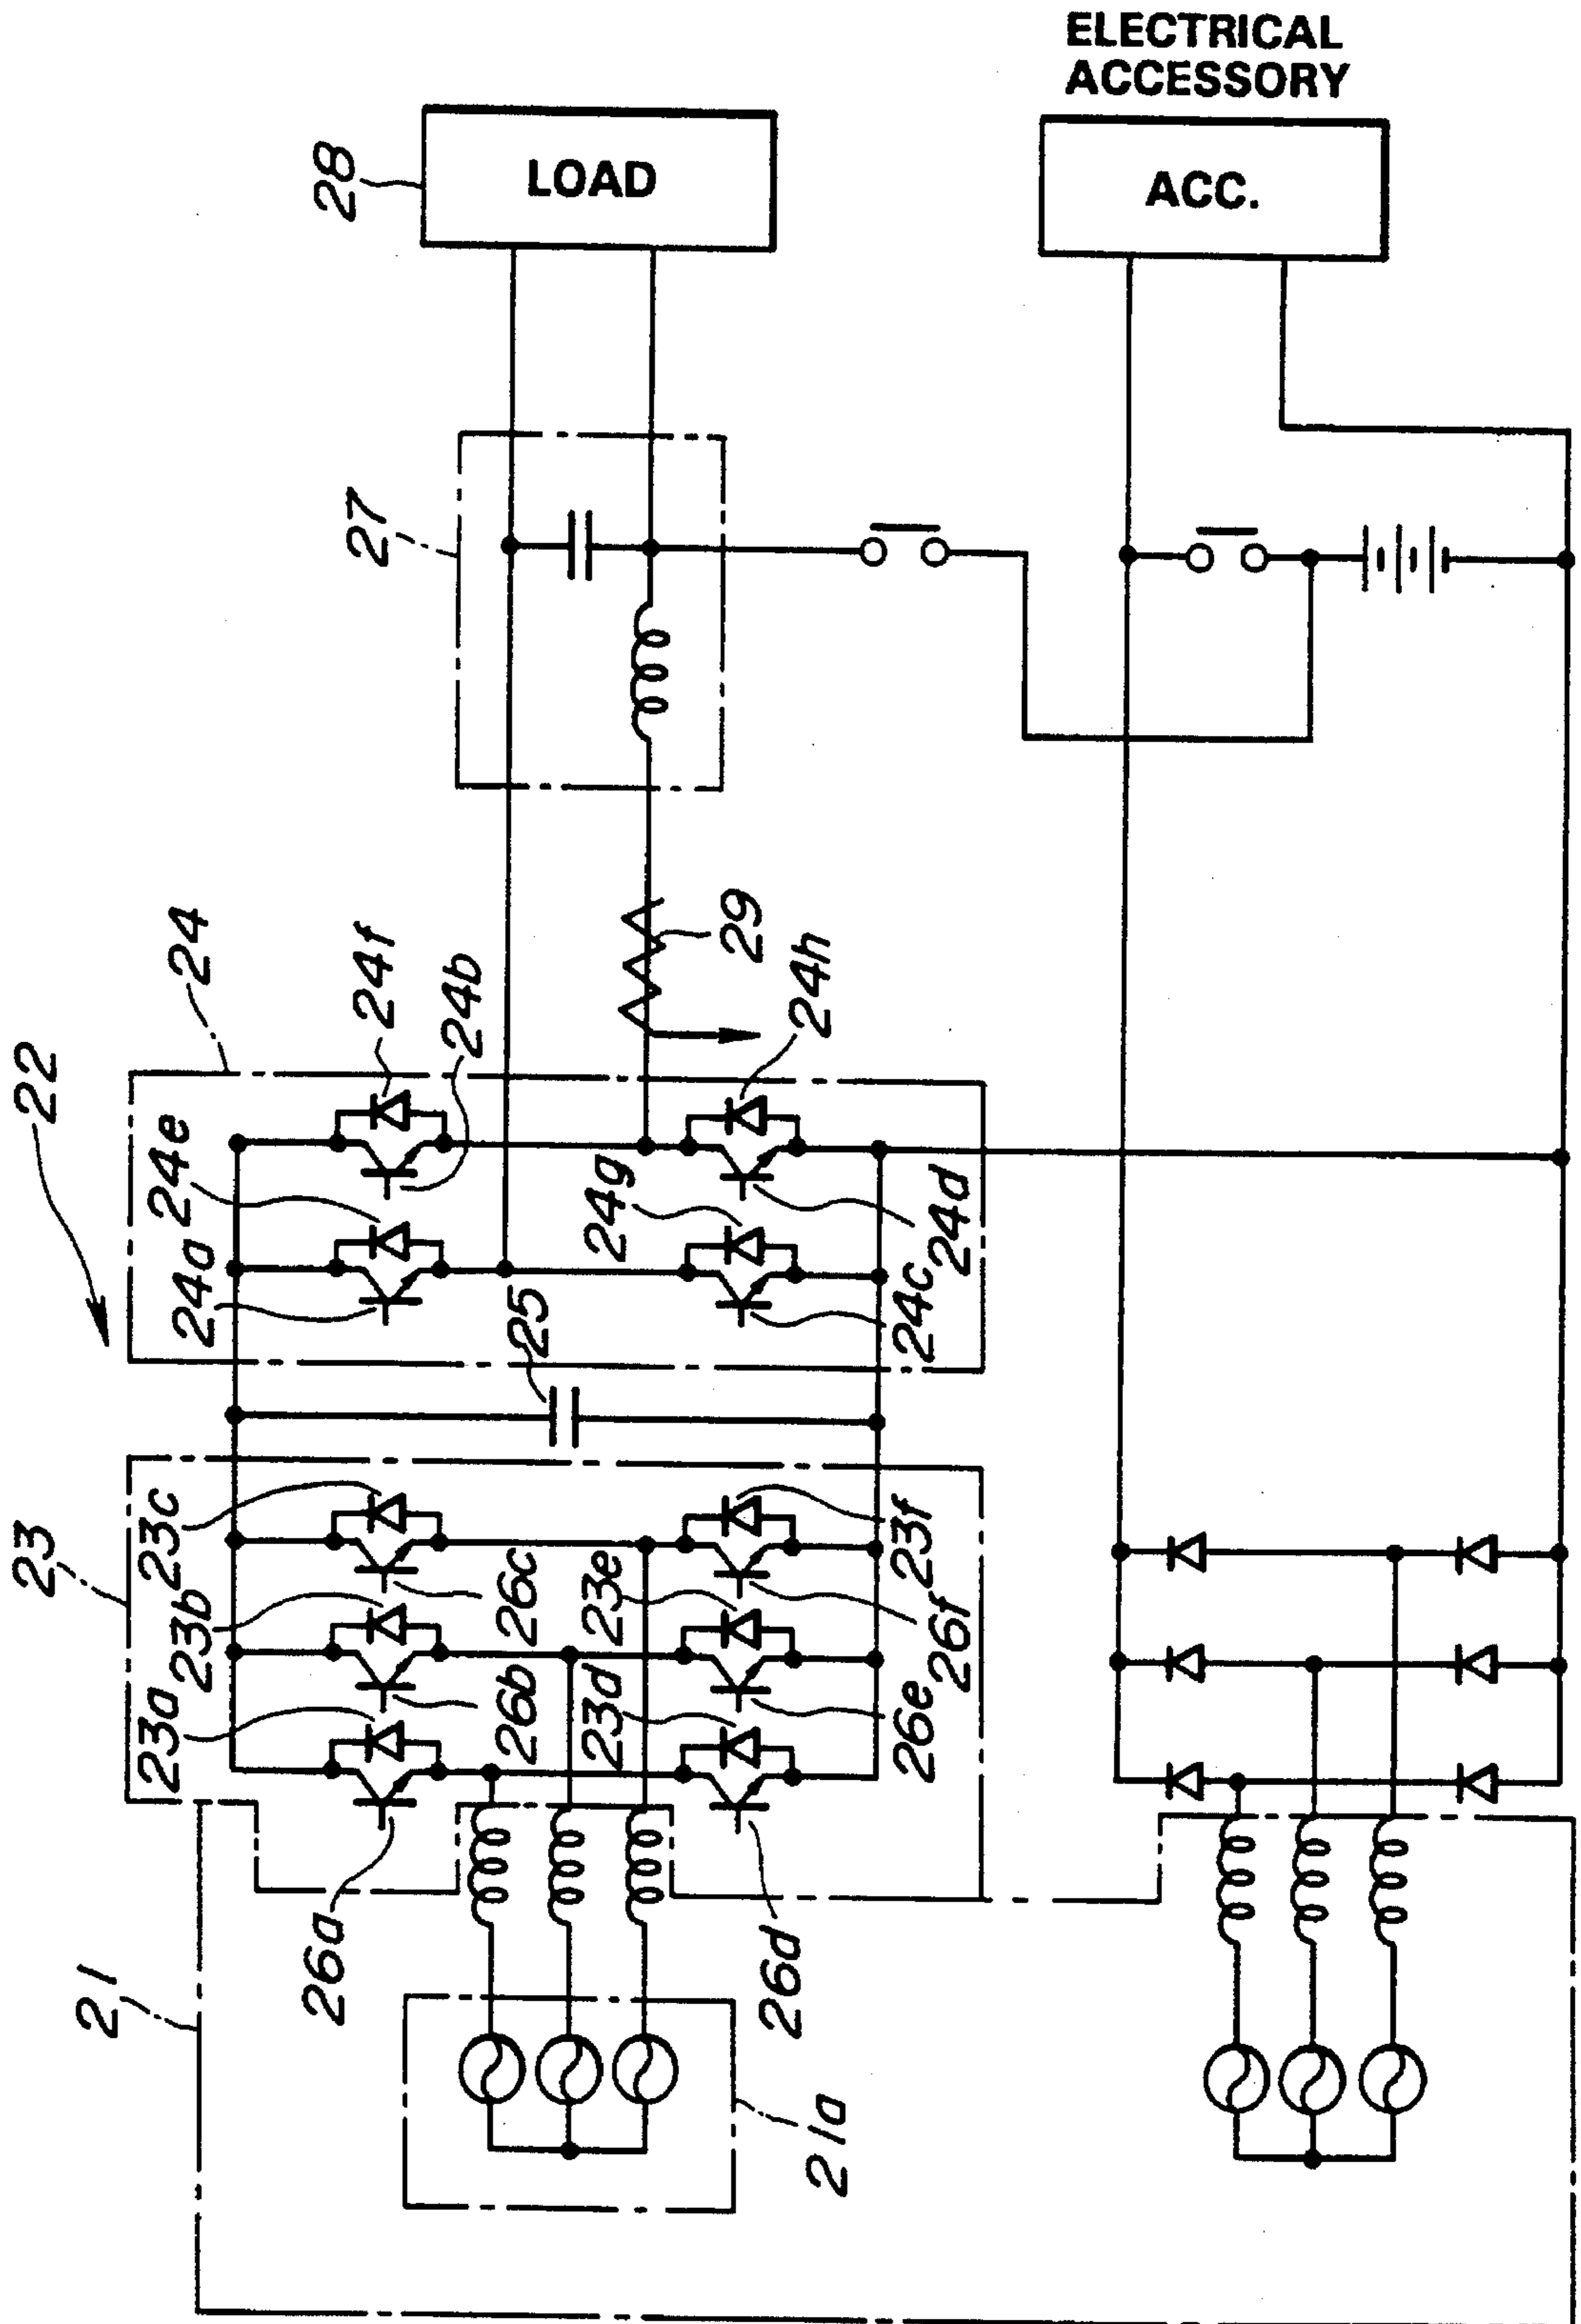 ELECTRICAL
ACCESSORY
LOAD
ACC.
28
27
29
24
24f
24b
24h
22
24e
24a
24g
24d
24c
25
23
23c
23b
23a
26c
26b
23e
23d
23f
26f
26e
26a
26d
21
21a